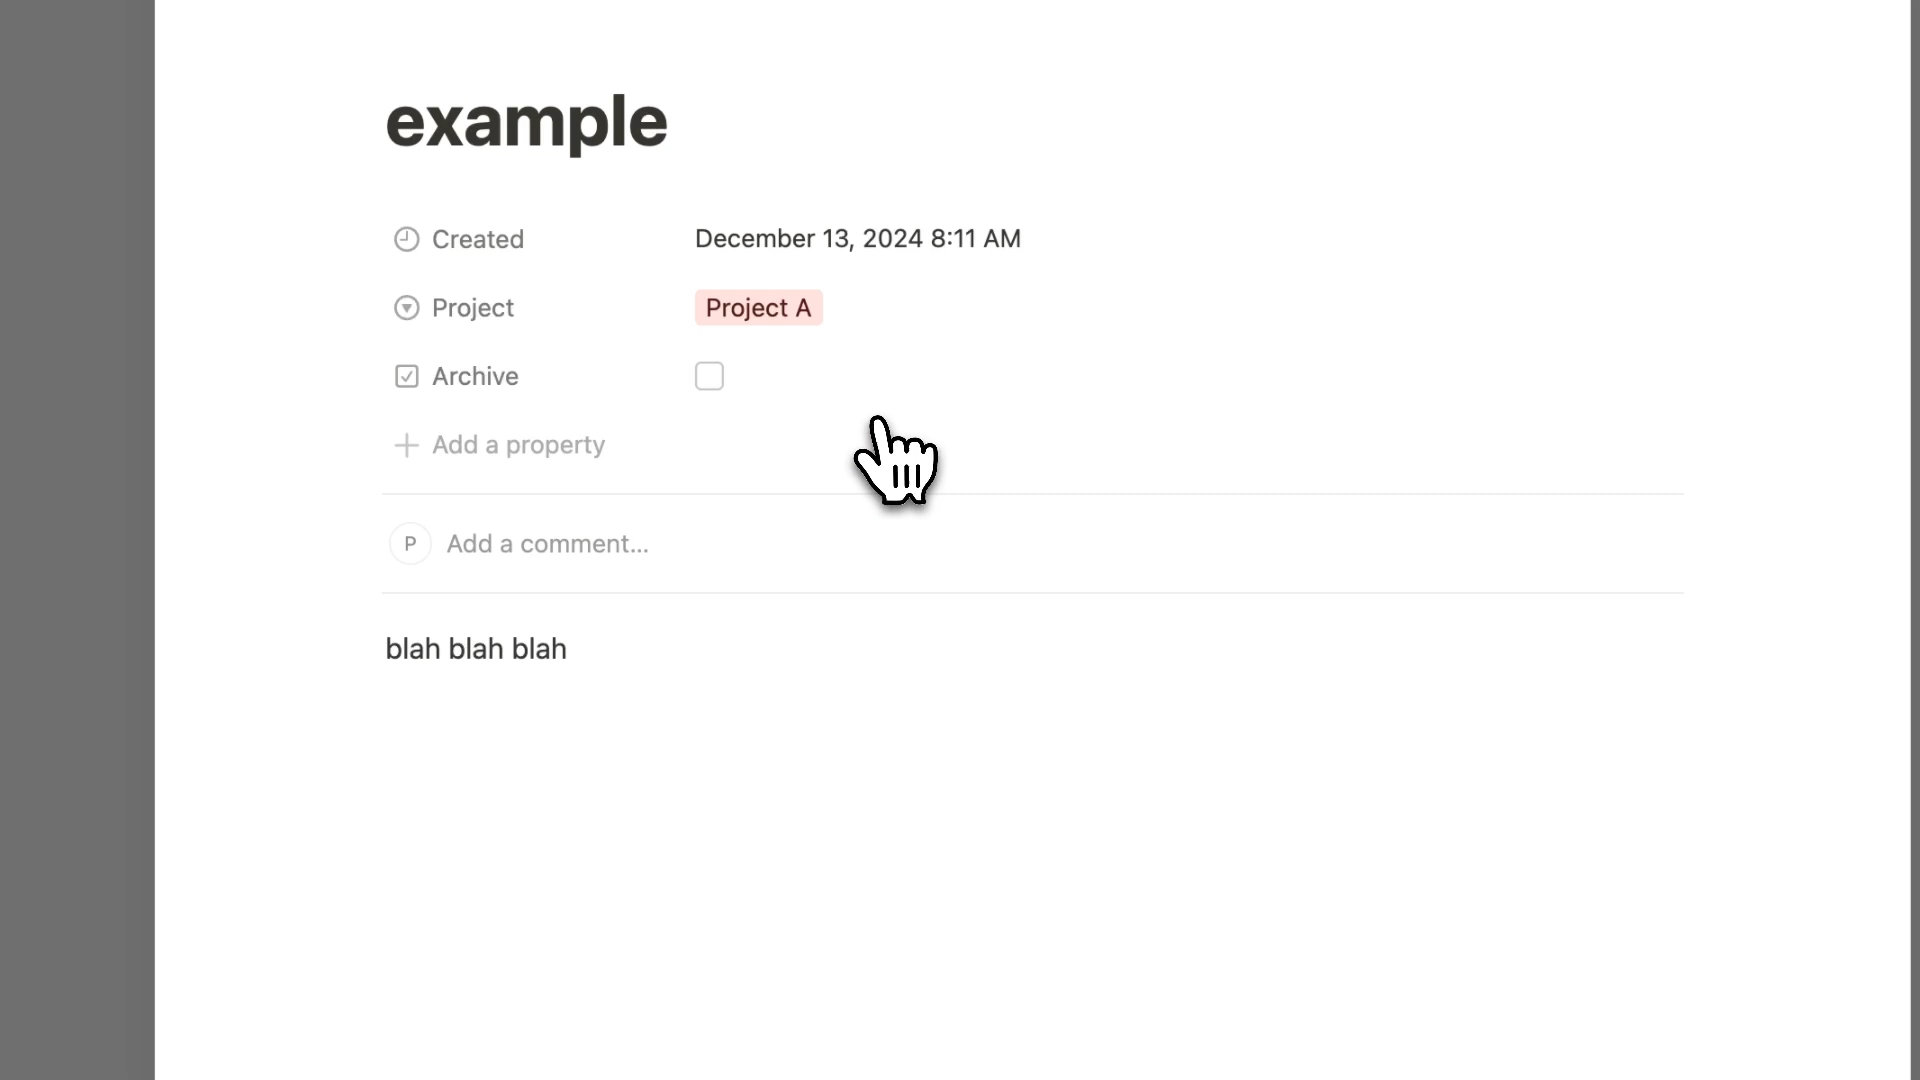 example
Created December 13, 2024 8:11 AM
Project Project A
Archive
Add a property
P Add a comment...
blah blah blah